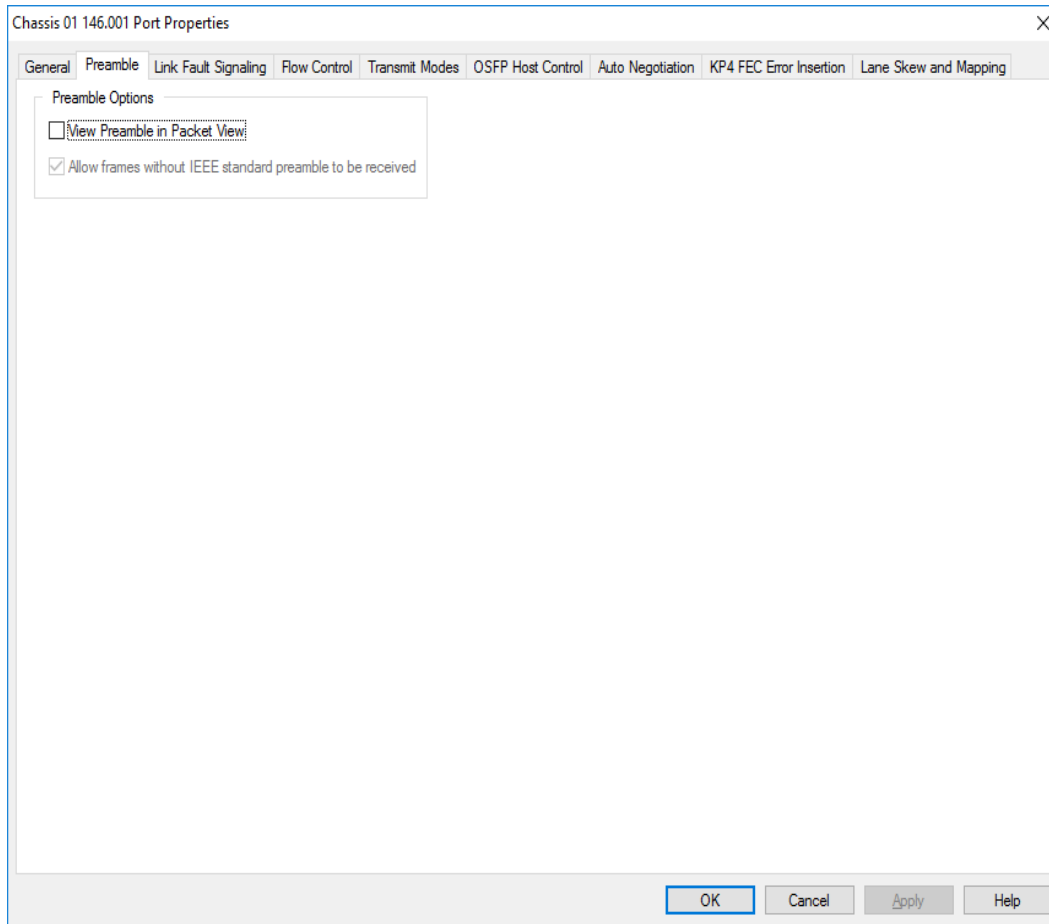 Chassis 01 146.001 Port Properties
General Preamble Link Fault Signaling Flow Control Transmit Modes OSFP Host Control Auto Negotiation KP4 FEC Error Insertion Lane Skew and Mapping
Preamble Options
View Preamble in Packet View
Allow frames without IEEE standard preamble to be received
OK Cancel Apply Help